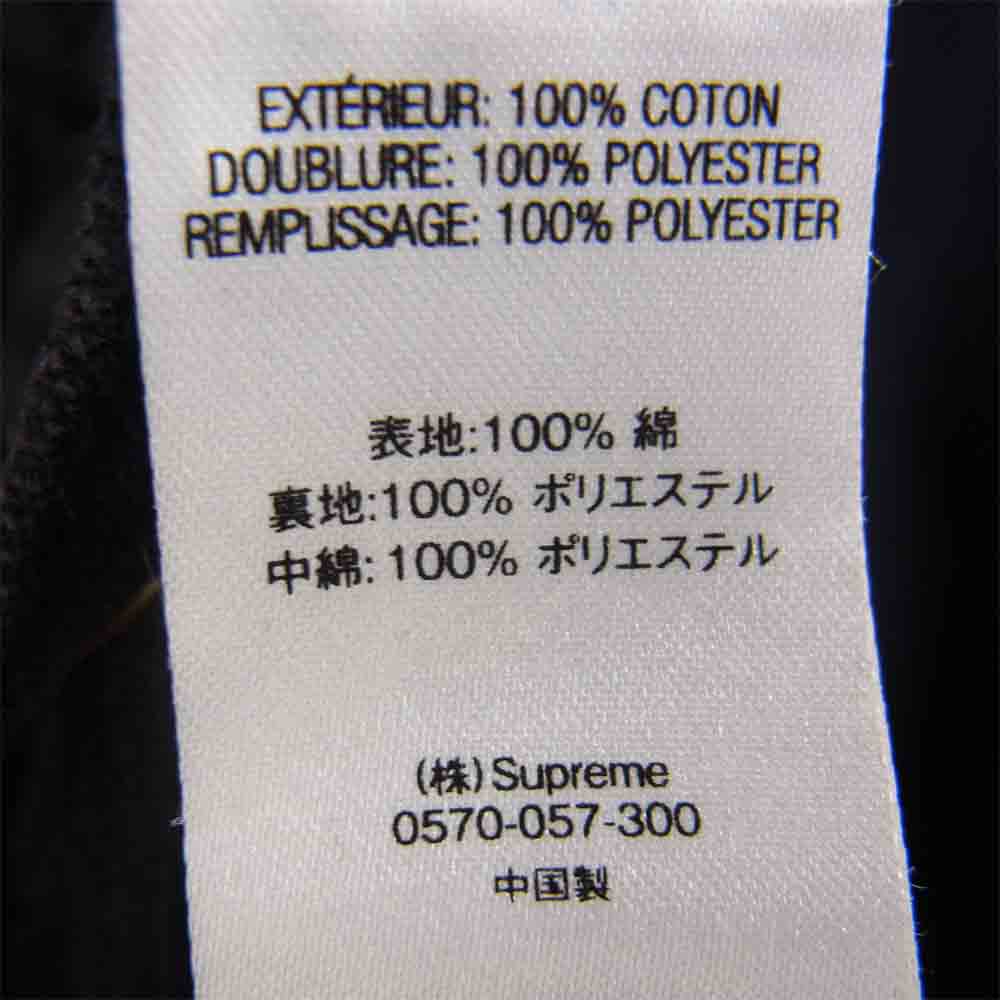 EXTÉRIEUR: 100% COTON
DOUBLURE: 100% POLYESTER
REMPLISSAGE: 100% POLYESTER
表地:100% 綿
裏地:100% ポリエステル
中綿:100% ポリエステル
(株)Supreme
0570-057-300
中国製